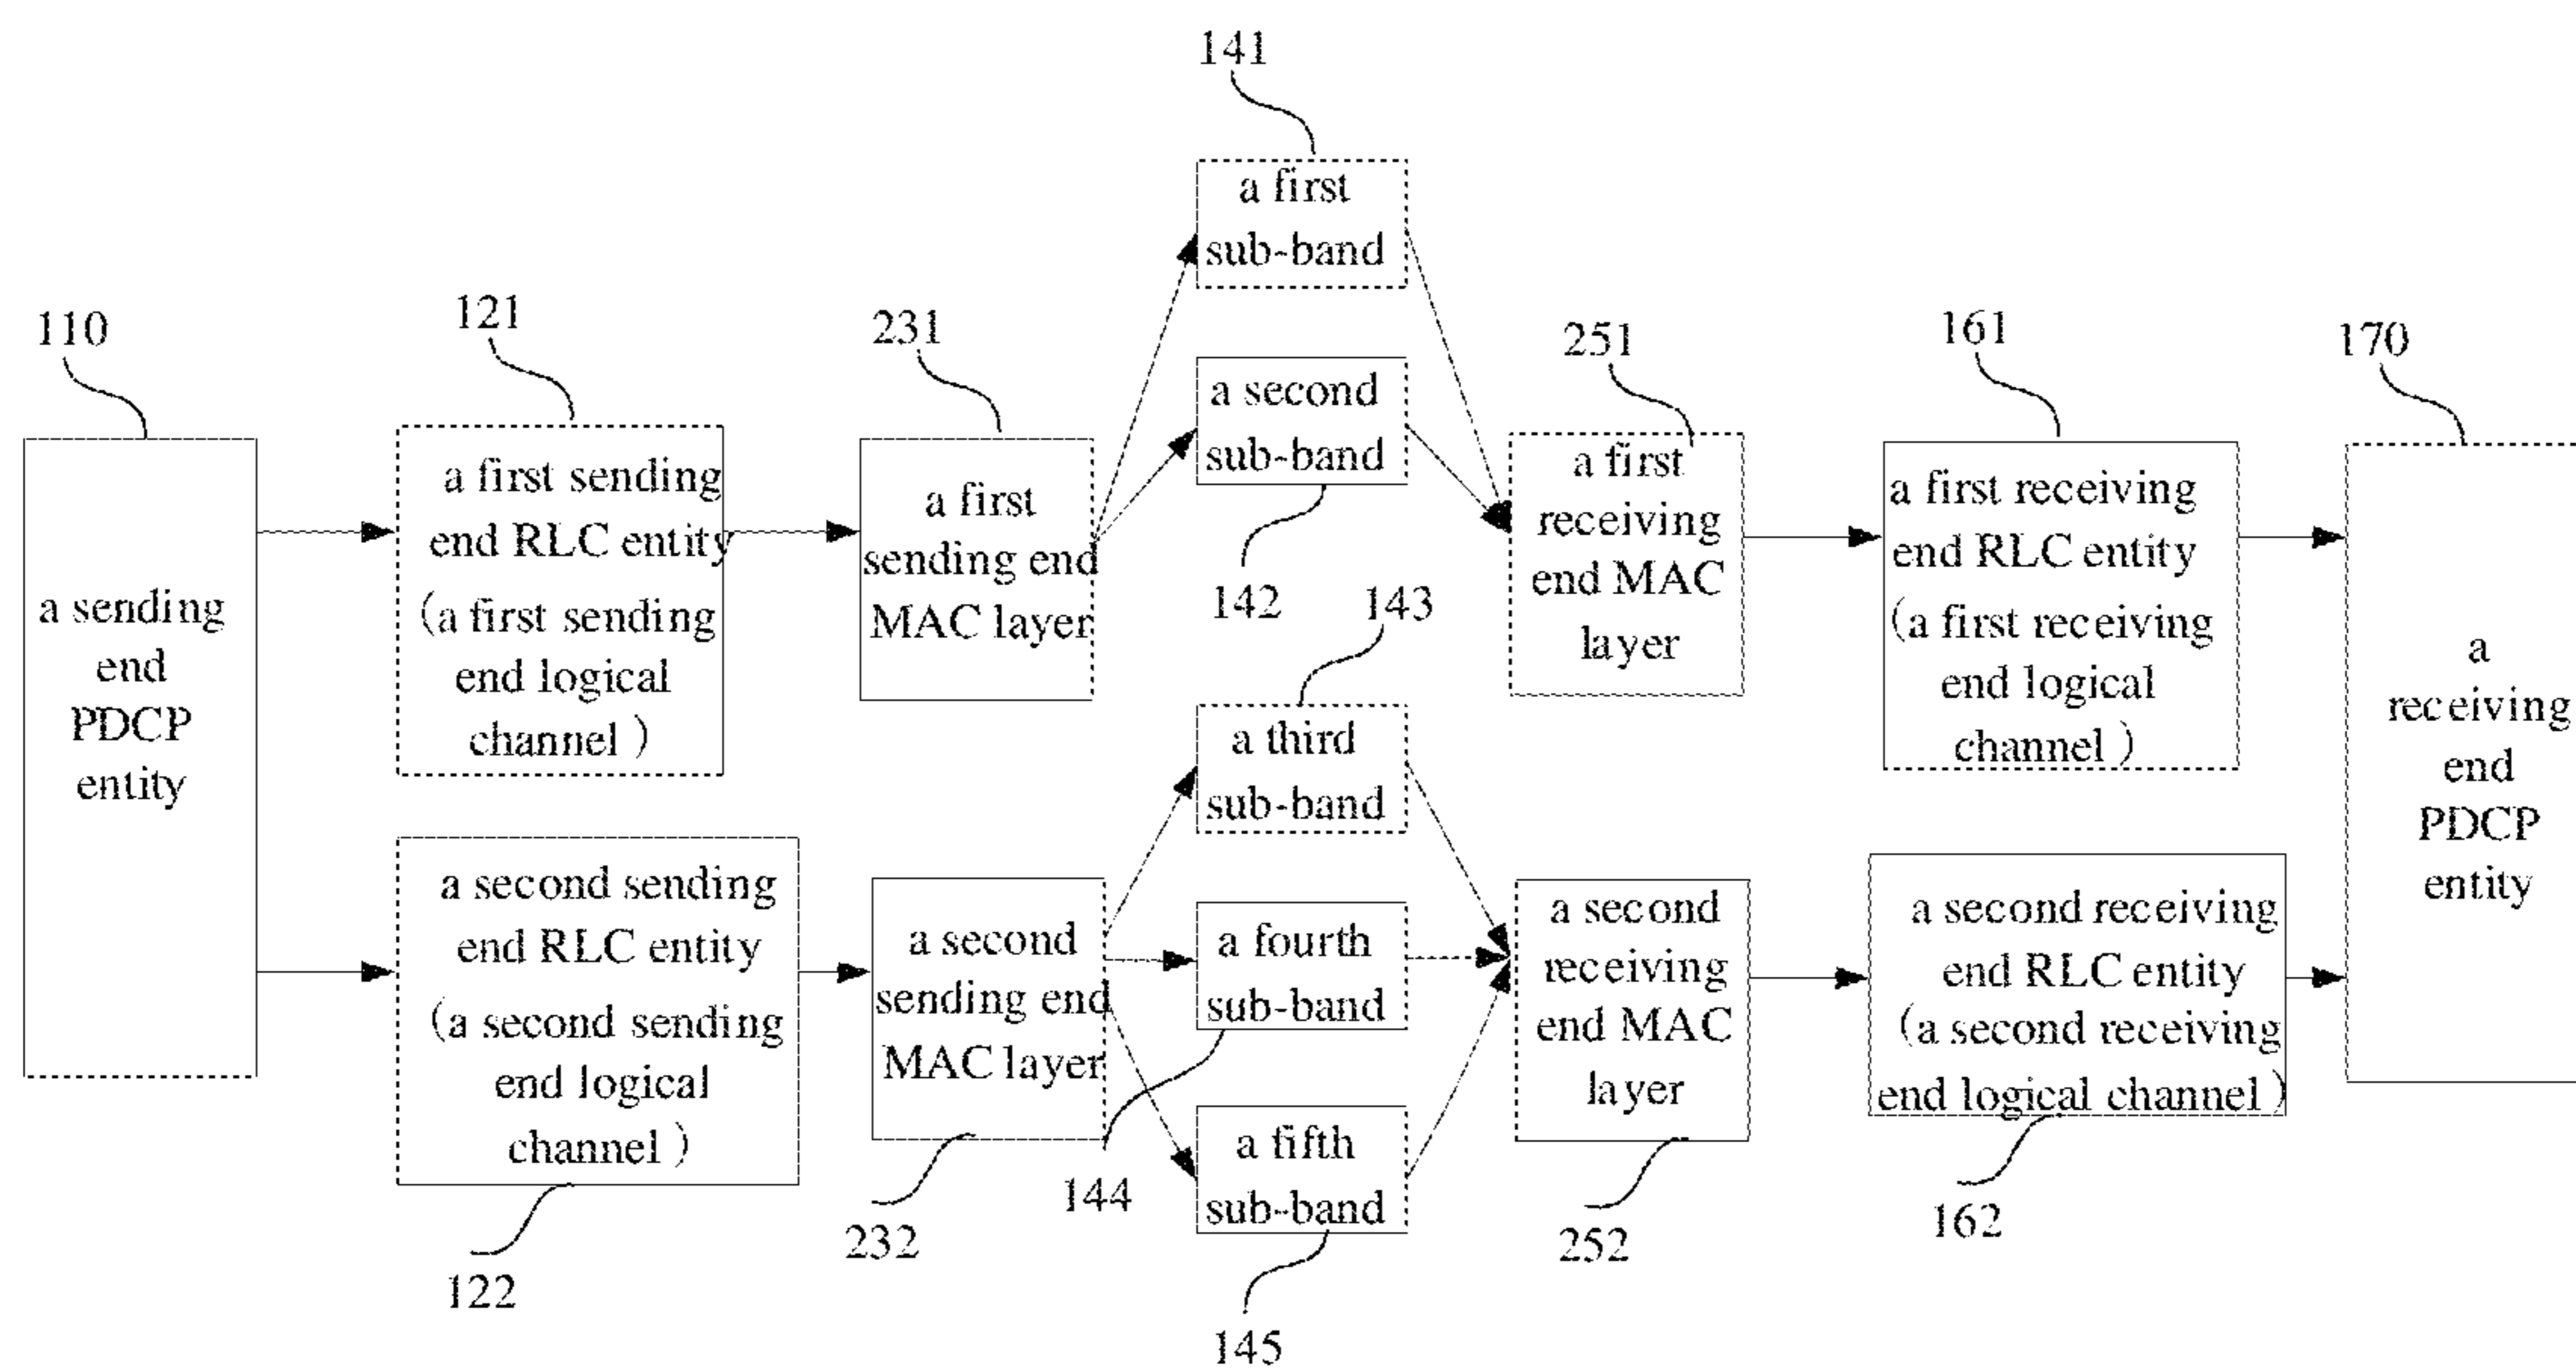 141
a first
sub-band
110
121
231
a second
sub-band
142
251
161
170
a sending
end
PDCP
entity
a first sending
end RLC entity
(a first sending
end logical
channel )
a first
sending end
MAC layer
a first
receiving
end MAC
layer
a first receiving
end RLC entity
(a first receiving
end logical
channel )
a
receiving
end
PDCP
entity
143
a third
sub-band
a second sending
end RLC entity
(a second sending
end logical
channel )
122
a second
sending end
MAC layer
232
a fourth
sub-band
144
a fifth
sub-band
145
a second
receiving
end MAC
layer
252
a second receiving
end RLC entity
(a second receiving
end logical channel )
162